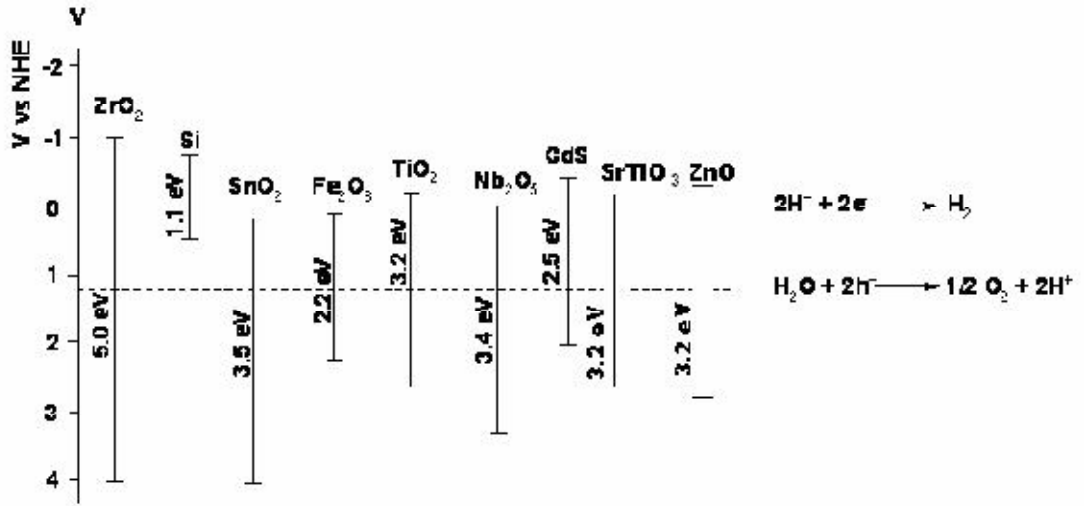 V
V vs NHE
-2
-1
0
1
2
3
4
ZrO₂
5.0 eV
Si
1.1 eV
SnO₂
3.5 eV
Fe₂O₃
2.2 eV
TiO₂
3.2 eV
Nb₂O₅
3.4 eV
CdS
2.5 eV
SrTIO₃
3.2 eV
ZnO
3.2 eV
2H⁻ + 2e → H₂
H₂O + 2h⁻ → 1/2 O₂ + 2H⁺